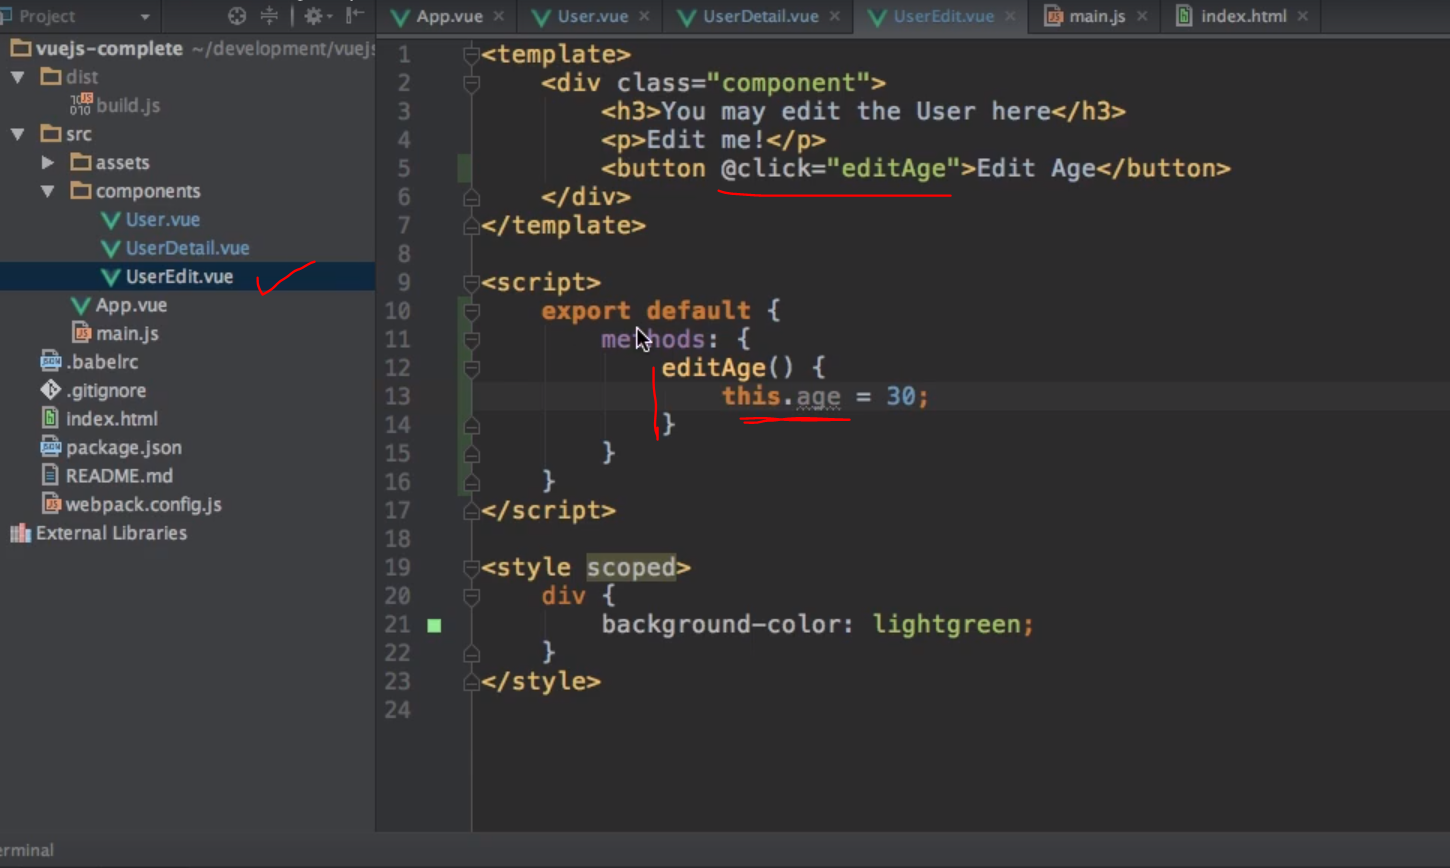 Project
App.vue
User.vue
UserDetail.vue
UserEdit.vue
main.js
index.html
vuejs-complete ~/development/vuejs
dist
build.js
src
assets
components
User.vue
UserDetail.vue
UserEdit.vue
App.vue
main.js
.babelrc
.gitignore
index.html
package.json
README.md
webpack.config.js
External Libraries
1 <template>
2 <div class="component">
3 <h3>You may edit the User here</h3>
4 <p>Edit me!</p>
5 <button @click="editAge">Edit Age</button>
6 </div>
7 </template>
8
9 <script>
10 export default {
11 methods: {
12 editAge() {
13 this.age = 30;
14 }
15 }
16 }
17 </script>
18
19 <style scoped>
20 div {
21 background-color: lightgreen;
22 }
23 </style>
24
erminal